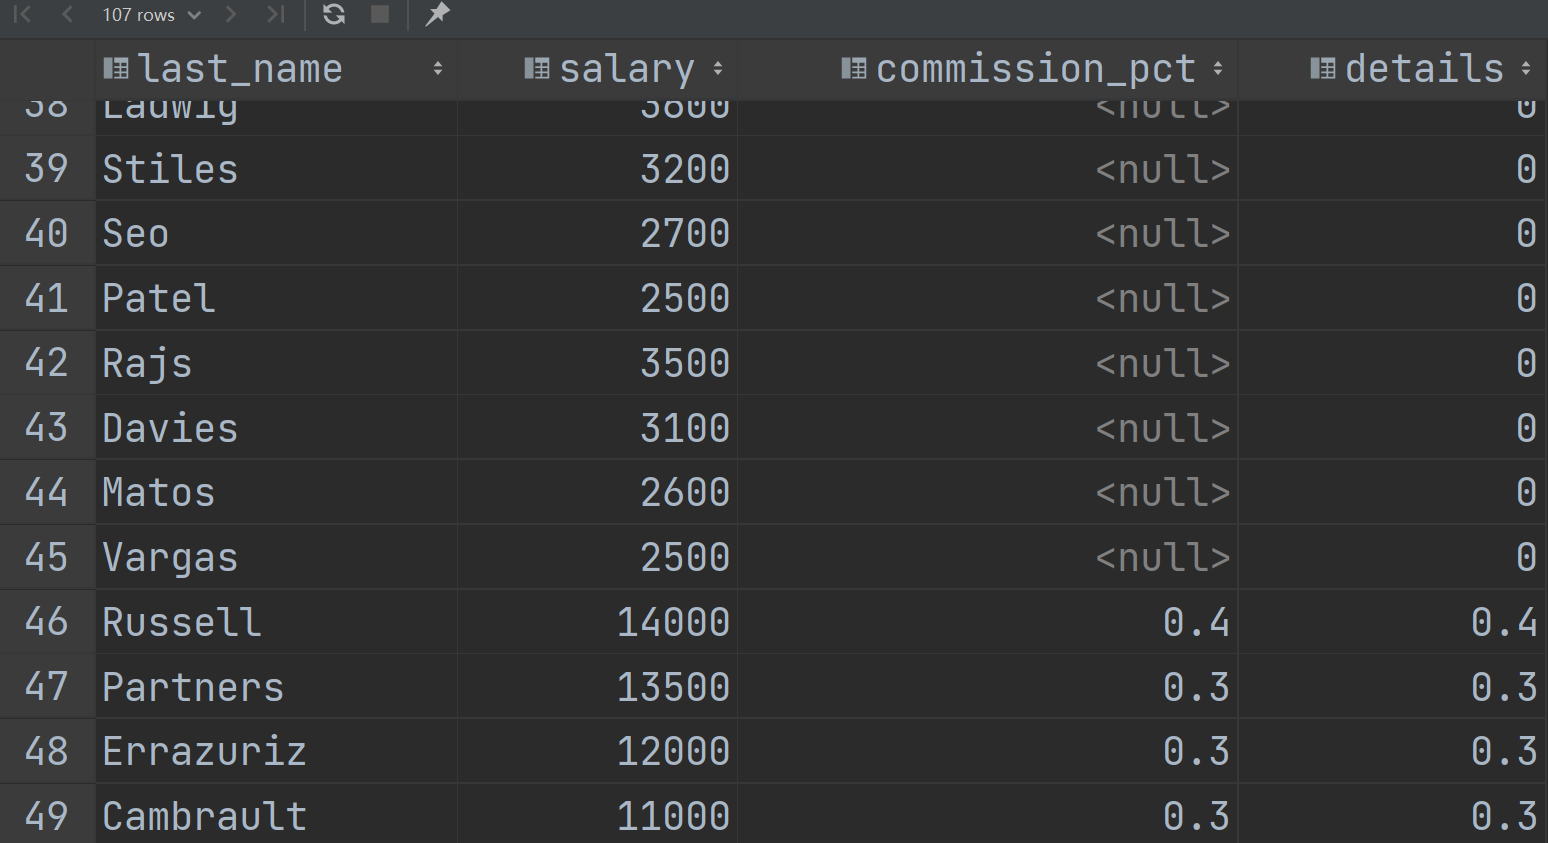 107 rows
last_name salary commission_pct details
38 Ladwig 3600 <null> 0
39 Stiles 3200 <null> 0
40 Seo 2700 <null> 0
41 Patel 2500 <null> 0
42 Rajs 3500 <null> 0
43 Davies 3100 <null> 0
44 Matos 2600 <null> 0
45 Vargas 2500 <null> 0
46 Russell 14000 0.4 0.4
47 Partners 13500 0.3 0.3
48 Errazuriz 12000 0.3 0.3
49 Cambrault 11000 0.3 0.3